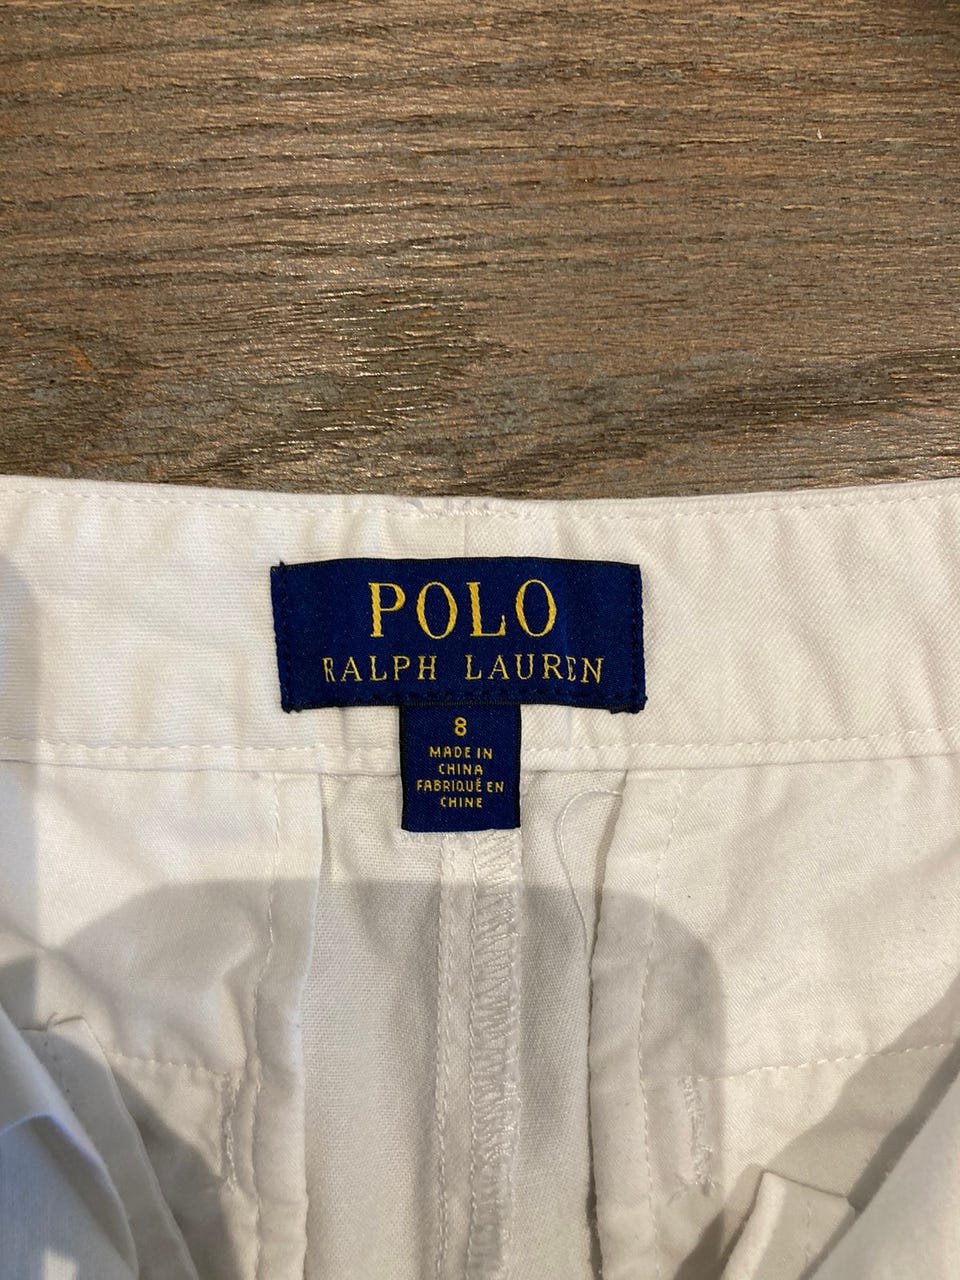 POLO
RALPH LAUREN
8
MADE IN
CHINA
FABRIQUÉ EN
CHINE